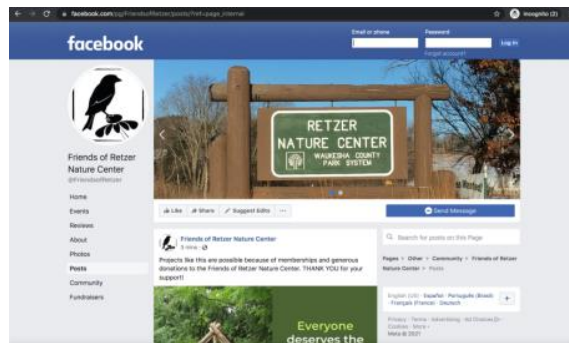 facebook.com/pg/FriendsofRetzer/posts/?ref=page_internal
Incognito (2)
facebook
Email or phone
Password
Log In
Forgot account?
RETZER
NATURE CENTER
WAUKESHA COUNTY
PARK SYSTEM
Friends of Retzer
Nature Center
@FriendsofRetzer
Home
Events
Reviews
About
Photos
Posts
Community
Fundraisers
Like
Share
Suggest Edits
Send Message
Friends of Retzer Nature Center
5 mins
Projects like this are possible because of memberships and generous
donations to the Friends of Retzer Nature Center. THANK YOU for your
support!
Everyone
deserves the
Search for posts on this Page
Pages > Other > Community > Friends of Retzer
Nature Center > Posts
English (US) · Español · Português (Brasil)
· Français (France) · Deutsch
Privacy · Terms · Advertising · Ad Choices
Cookies · More
Meta © 2021